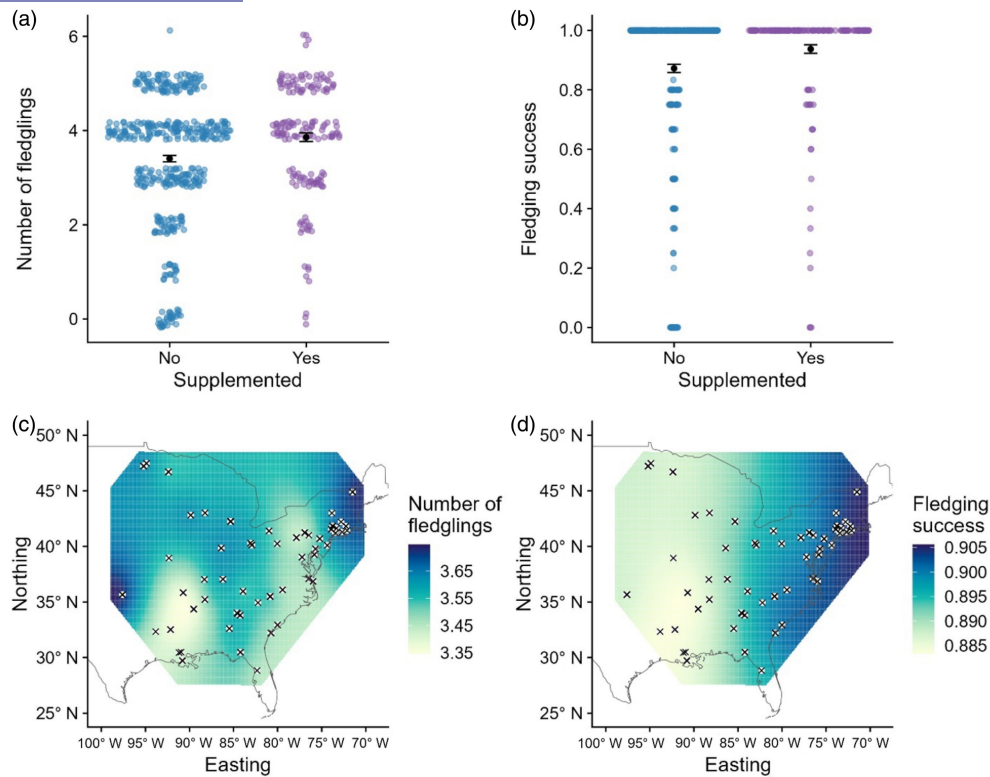 (a)
Number of fledglings
6
4
2
0
No Yes
Supplemented
(b)
Fledging success
1.0
0.8
0.6
0.4
0.2
0.0
No Yes
Supplemented
(c)
Northing
50° N
45° N
40° N
35° N
30° N
25° N
100° W 95° W 90° W 85° W 80° W 75° W 70° W
Easting
Number of
fledglings
3.65
3.55
3.45
3.35
(d)
Northing
50° N
45° N
40° N
35° N
30° N
25° N
100° W 95° W 90° W 85° W 80° W 75° W 70° W
Easting
Fledging
success
0.905
0.900
0.895
0.890
0.885